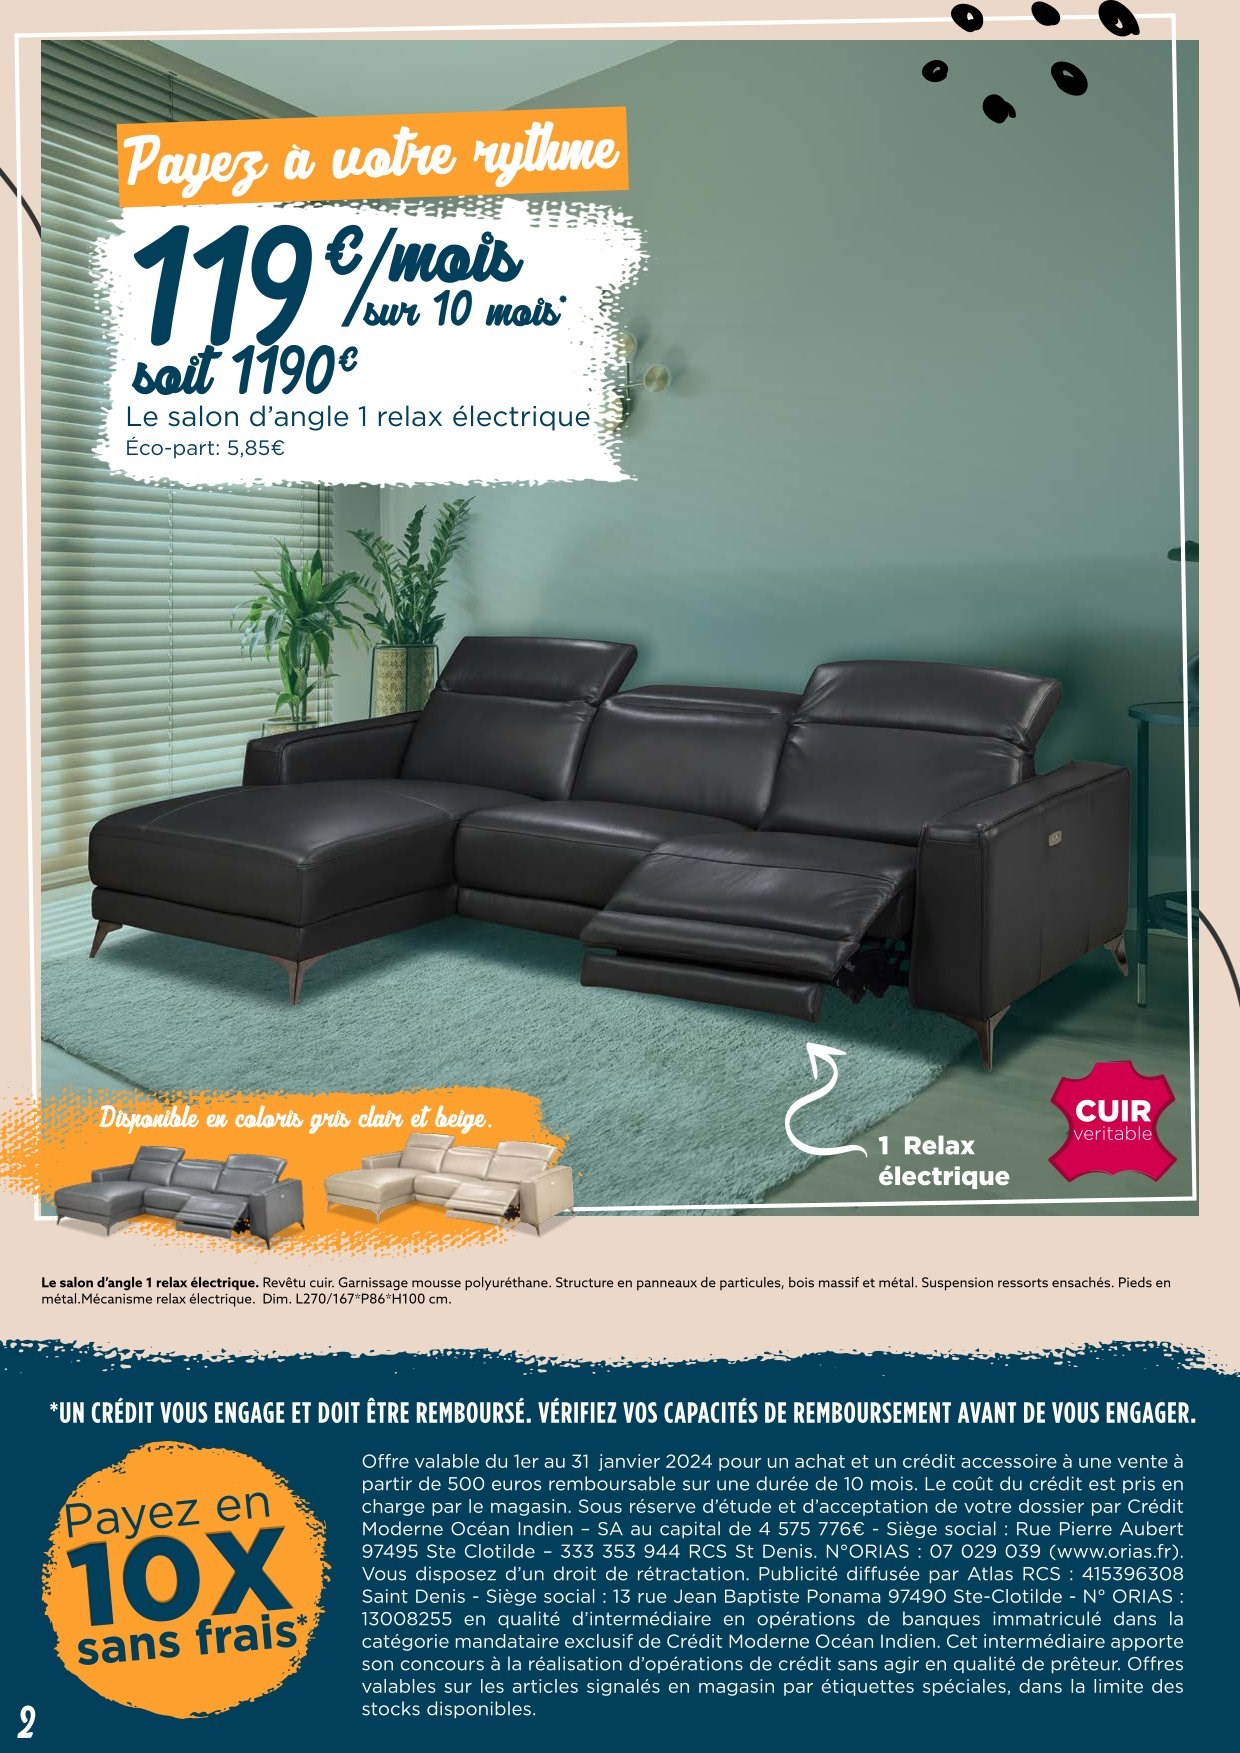 Payez à votre rythme
119€/mois
sur 10 mois*
soit 1190€
Le salon d'angle 1 relax électrique
Éco-part: 5,85€
Disponible en coloris gris clair et beige.
1 Relax
électrique
CUIR
veritable
Le salon d'angle 1 relax électrique. Revêtu cuir. Garnissage mousse polyuréthane. Structure en panneaux de particules, bois massif et métal. Suspension ressorts ensachés. Pieds en
métal.Mécanisme relax électrique. Dim. L270/167*P86*H100 cm.
*UN CRÉDIT VOUS ENGAGE ET DOIT ÊTRE REMBOURSÉ. VÉRIFIEZ VOS CAPACITÉS DE REMBOURSEMENT AVANT DE VOUS ENGAGER.
Payez en
10X
sans frais*
Offre valable du 1er au 31 janvier 2024 pour un achat et un crédit accessoire à une vente à
partir de 500 euros remboursable sur une durée de 10 mois. Le coût du crédit est pris en
charge par le magasin. Sous réserve d'étude et d'acceptation de votre dossier par Crédit
Moderne Océan Indien – SA au capital de 4 575 776€ - Siège social : Rue Pierre Aubert
97495 Ste Clotilde – 333 353 944 RCS St Denis. N°ORIAS : 07 029 039 (www.orias.fr).
Vous disposez d'un droit de rétractation. Publicité diffusée par Atlas RCS : 415396308
Saint Denis - Siège social : 13 rue Jean Baptiste Ponama 97490 Ste-Clotilde - N° ORIAS :
13008255 en qualité d'intermédiaire en opérations de banques immatriculé dans la
catégorie mandataire exclusif de Crédit Moderne Océan Indien. Cet intermédiaire apporte
son concours à la réalisation d'opérations de crédit sans agir en qualité de prêteur. Offres
valables sur les articles signalés en magasin par étiquettes spéciales, dans la limite des
stocks disponibles.
2